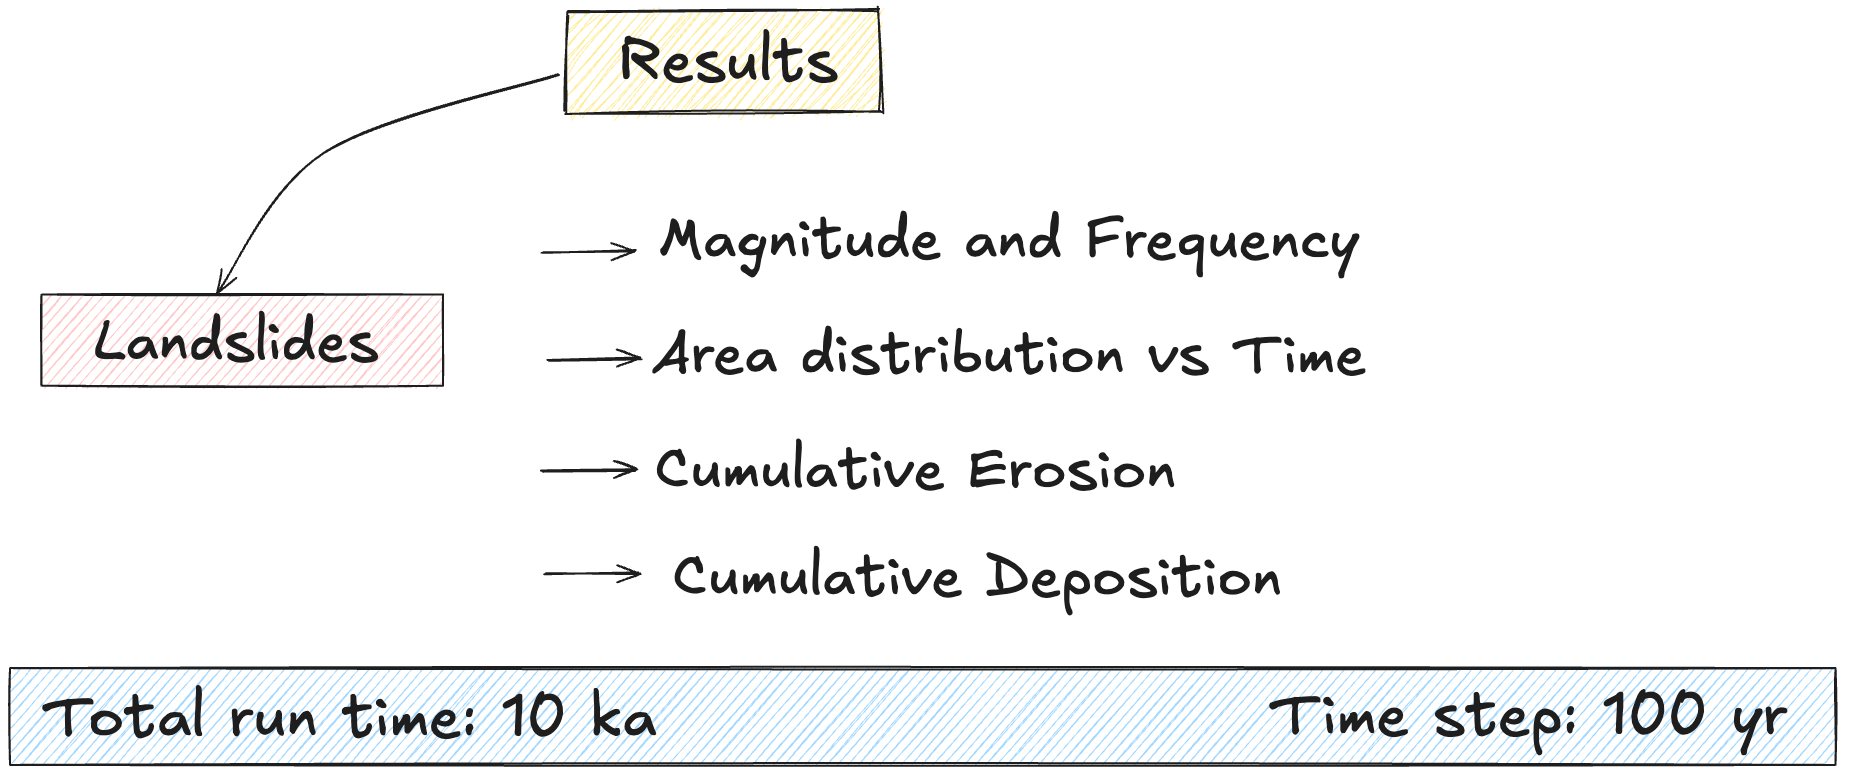 Results
Magnitude and Frequency
Landslides
Area distribution vs Time
Cumulative Erosion
Cumulative Deposition
Total run time: 10 ka
Time step: 100 yr